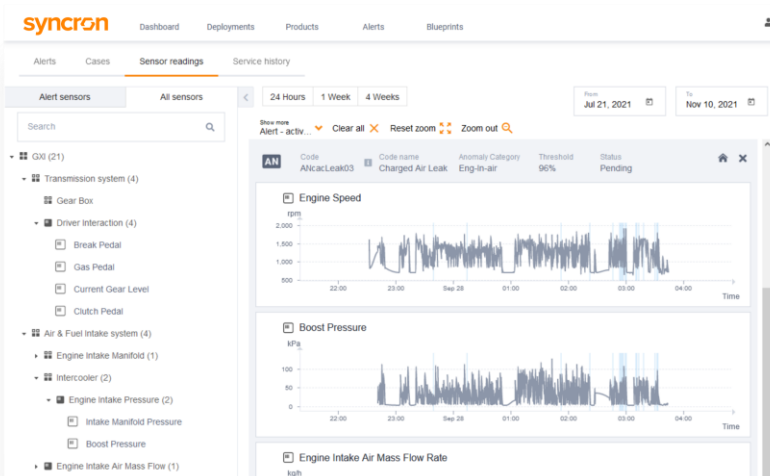 syncron
Dashboard Deployments Products Alerts Blueprints
Alerts Cases Sensor readings Service history
Alert sensors All sensors
24 Hours 1 Week 4 Weeks
From
Jul 21, 2021
To
Nov 10, 2021
Search
Show more
Alert - activ... Clear all Reset zoom Zoom out
GXI (21)
Transmission system (4)
Gear Box
Driver Interaction (4)
Break Pedal
Gas Pedal
Current Gear Level
Clutch Pedal
Air & Fuel Intake system (4)
Engine Intake Manifold (1)
Intercooler (2)
Engine Intake Pressure (2)
Intake Manifold Pressure
Boost Pressure
Engine Intake Air Mass Flow (1)
AN
Code
ANcacLeak03
Code name
Charged Air Leak
Anomaly Category
Eng-in-air
Threshold
96%
Status
Pending
Engine Speed
rpm
2,000
1,500
1,000
500
22:00 23:00 Sep 28 01:00 02:00 03:00 04:00
Time
Boost Pressure
kPa
100
50
0
22:00 23:00 Sep 28 01:00 02:00 03:00 04:00
Time
Engine Intake Air Mass Flow Rate
kg/h